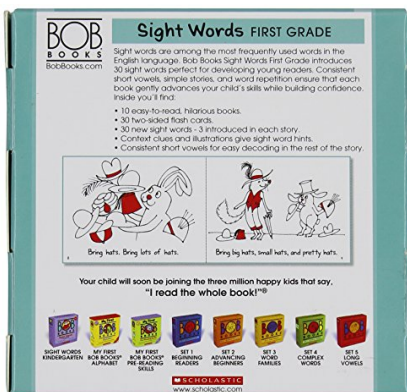 BOB
BOOKS
BobBooks.com
Sight Words FIRST GRADE
Sight words are among the most frequently used words in the
English language. Bob Books Sight Words First Grade introduces
30 sight words perfect for developing young readers. Consistent
short vowels, simple stories, and word repetition ensure that each
book gently advances your child's skills while building confidence.
Inside you'll find:
• 10 easy-to-read, hilarious books.
• 30 two-sided flash cards.
• 30 new sight words - 3 introduced in each story.
• Context clues and illustrations give sight word hints.
• Consistent short vowels for easy decoding in the rest of the story.
Bring hats. Bring lots of hats.
Bring big hats, small hats, and pretty hats.
Your child will soon be joining the three million happy kids that say,
"I read the whole book!"®
SIGHT WORDS KINDERGARTEN
MY FIRST BOB BOOKS® ALPHABET
MY FIRST BOB BOOKS® PRE-READING SKILLS
SET 1 BEGINNING READERS
SET 2 ADVANCING BEGINNERS
SET 3 WORD FAMILIES
SET 4 COMPLEX WORDS
SET 5 LONG VOWELS
SCHOLASTIC
www.scholastic.com